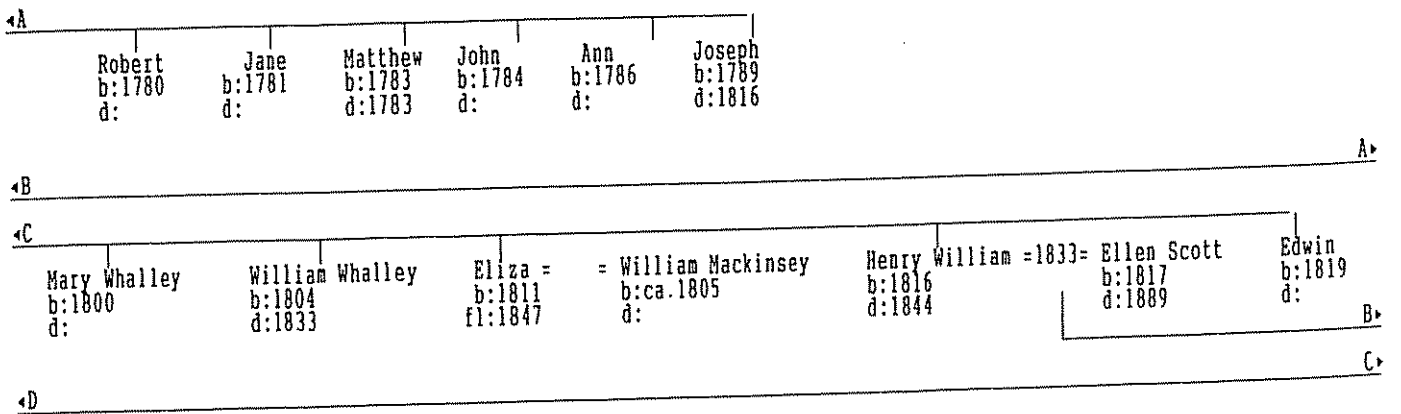 ◂A
Robert Jane Matthew John Ann Joseph
b:1780 b:1781 b:1783 b:1784 b:1786 b:1789
d: d: d:1783 d: d: d:1816
A▸
◂B
◂C
Mary Whalley William Whalley Eliza = = William Mackinsey Henry William =1833= Ellen Scott Edwin
b:1800 b:1804 b:1811 b:ca.1805 b:1816 b:1817 b:1819
d: d:1833 fl:1847 d: d:1844 d:1889 d:
B▸
C▸
◂D